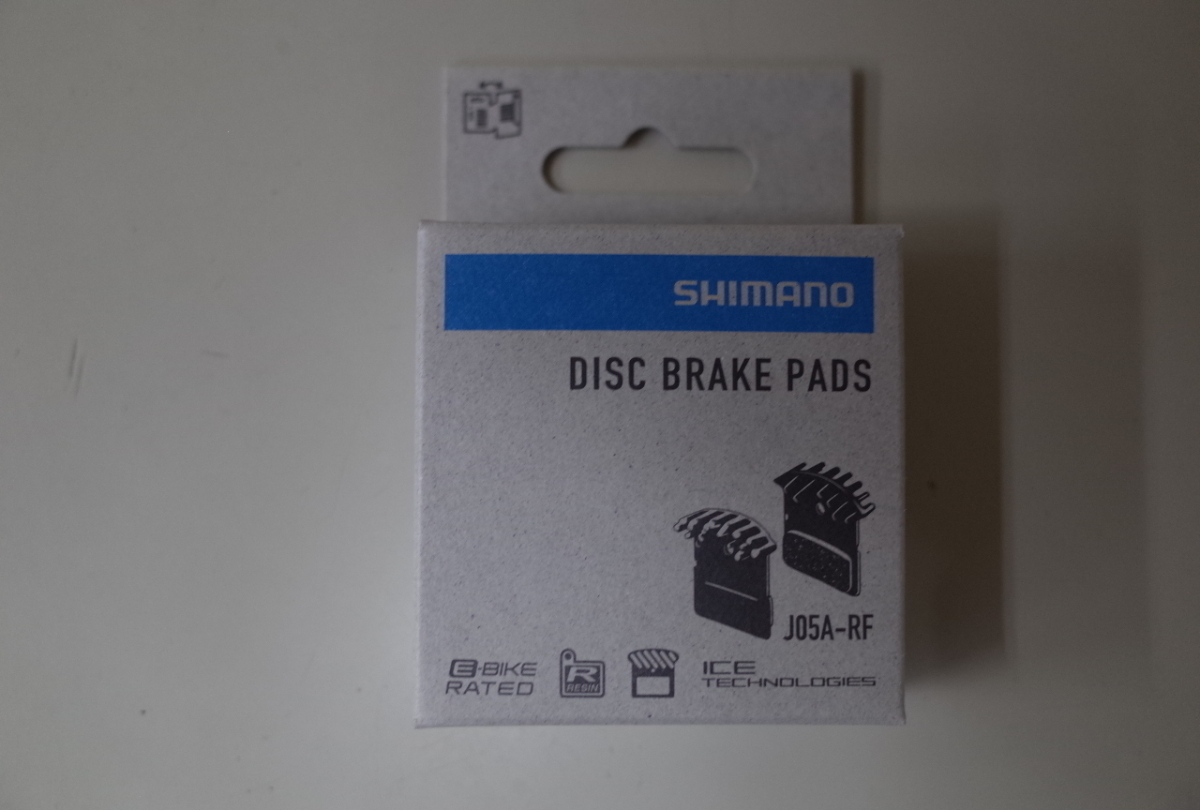 SHIMANO
DISC BRAKE PADS
J05A-RF
E-BIKE
RATED
R
RESIN
ICE
TECHNOLOGIES